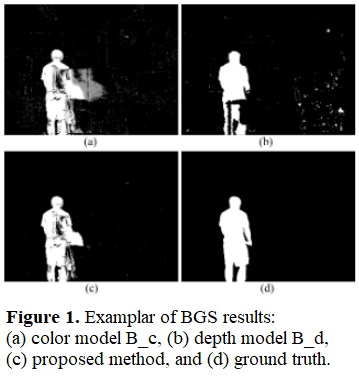 (a)
(b)
(c)
(d)
Figure 1. Examplar of BGS results:
(a) color model B_c, (b) depth model B_d,
(c) proposed method, and (d) ground truth.